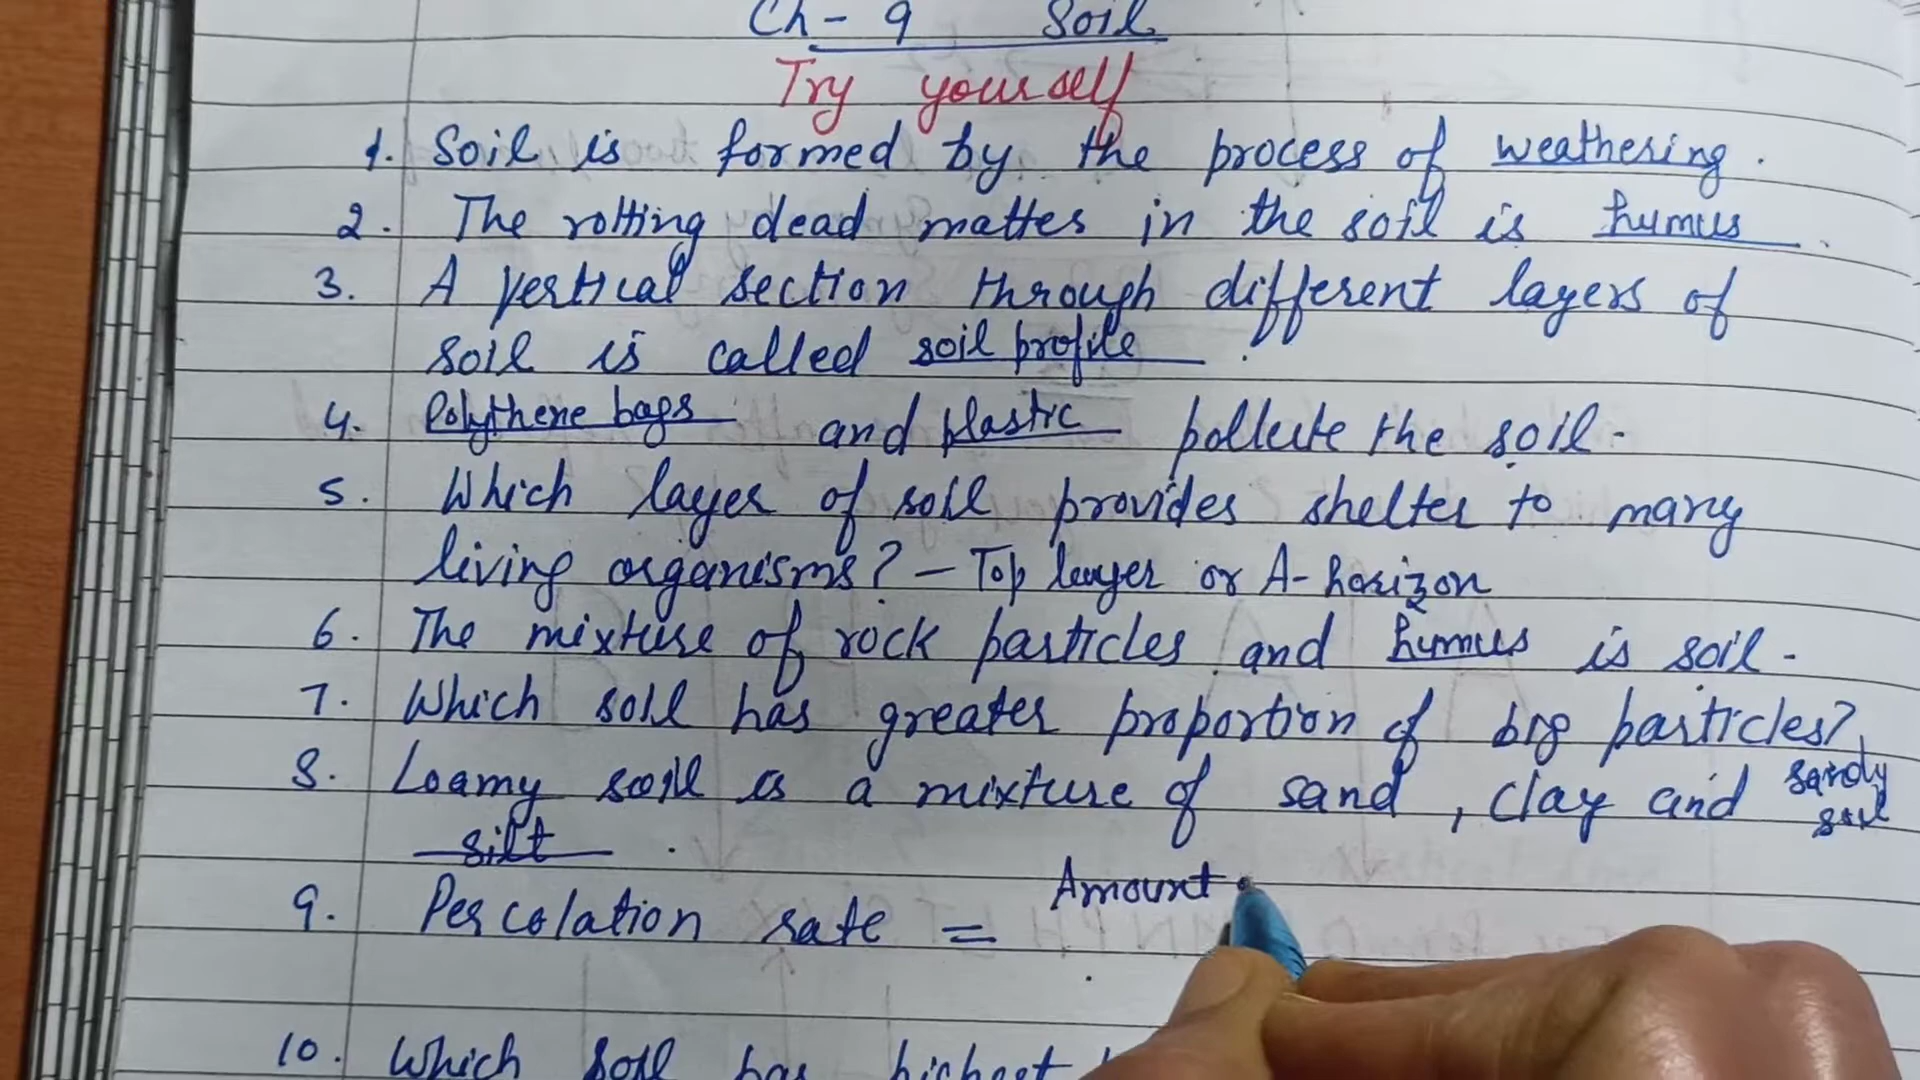 Ch- 9 Soil
Try yourself
1. Soil is formed by the process of weathering.
2. The rotting dead matter in the soil is humus.
3. A vertical section through different layers of
soil is called soil profile.
4. Polythene bags and plastic pollute the soil.
5. Which layer of soil provides shelter to many
living organisms? - Top layer or A-horizon
6. The mixture of rock particles and humus is soil.
7. Which soil has greater proportion of big particles?
sandy soil
8. Loamy soil is a mixture of sand, clay and
silt.
9. Percolation rate = Amount
10. Which soil has highest